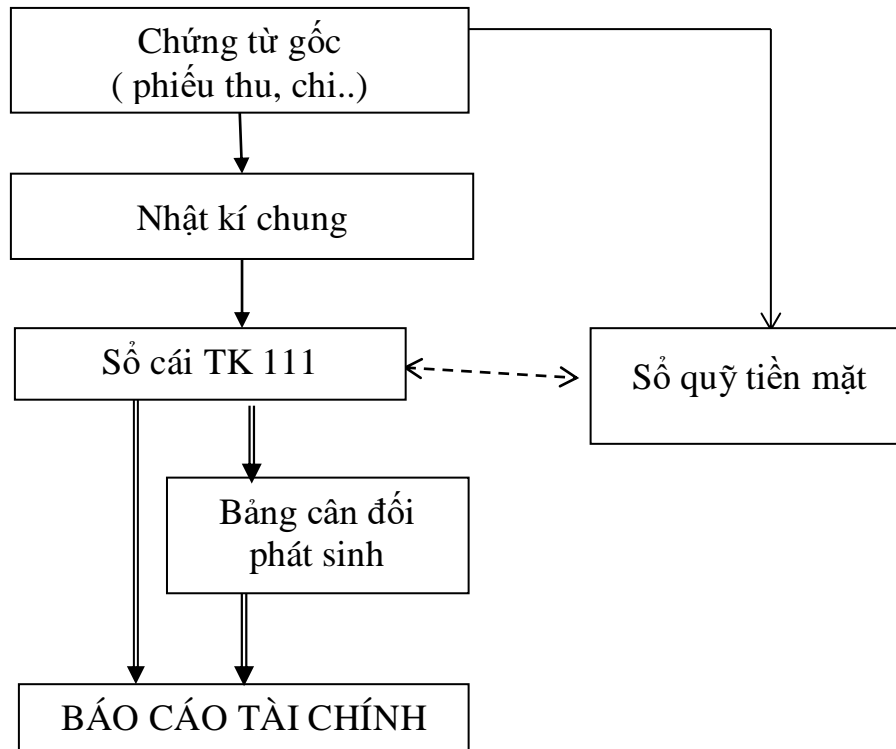 Chứng từ gốc
( phiếu thu, chi..)
Nhật kí chung
Sổ cái TK 111
Sổ quỹ tiền mặt
Bảng cân đối
phát sinh
BÁO CÁO TÀI CHÍNH